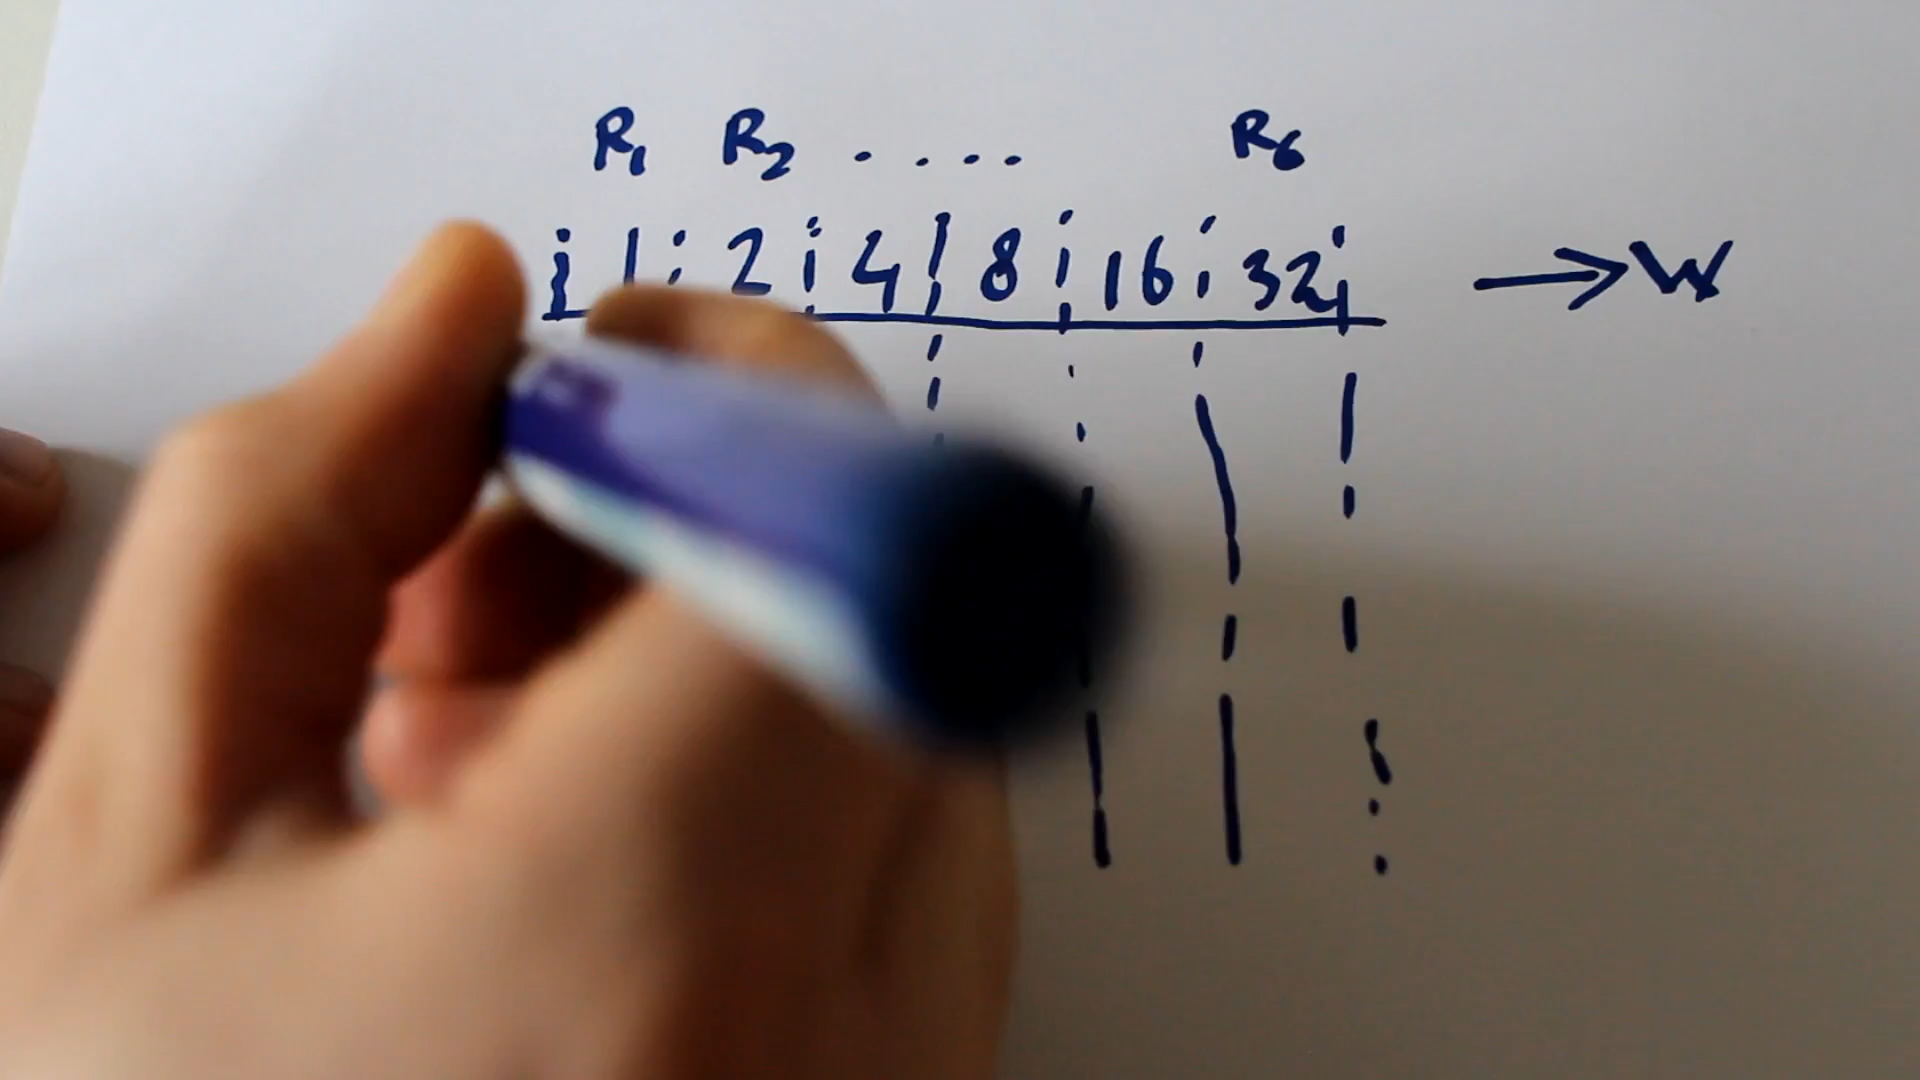 R1 R2 . . . . R6
1 2 4 8 16 32 → W